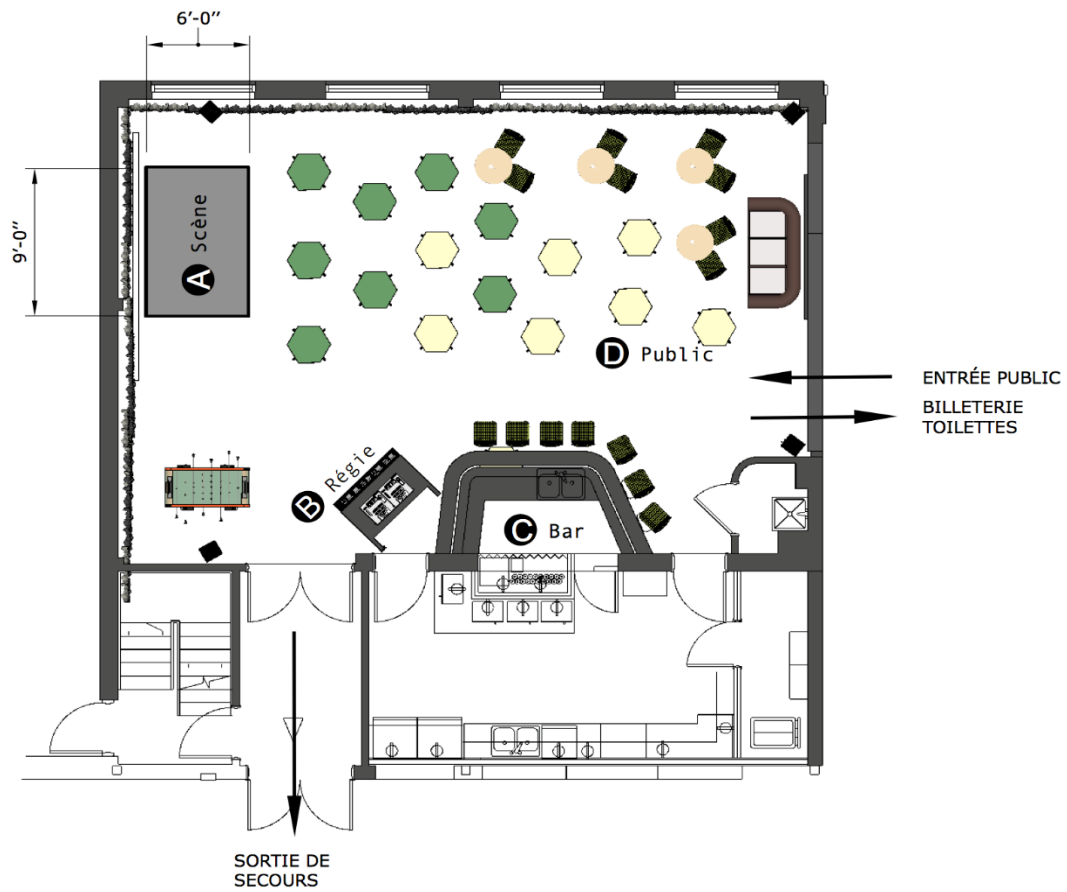 6’-0’’
9’-0’’
A Scène
D Public
ENTRÉE PUBLIC
BILLETERIE
TOILETTES
B Régie
C Bar
SORTIE DE
SECOURS